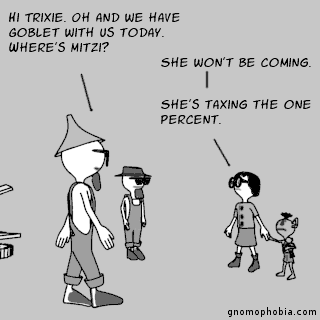 HI TRIXIE. OH AND WE HAVE
GOBLET WITH US TODAY.
WHERE'S MITZI?
SHE WON'T BE COMING.
SHE'S TAXING THE ONE
PERCENT.
gnomophobia.com